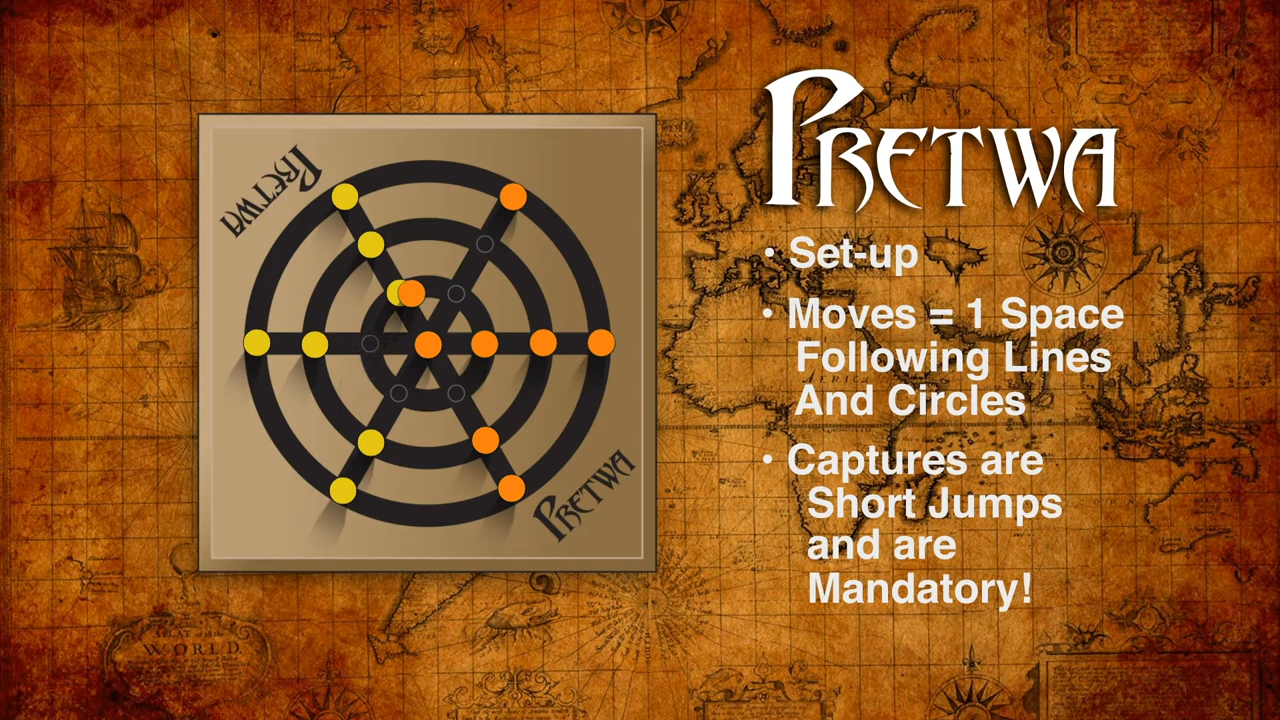 PRETWA
PRETWA
PRETWA
• Set-up
• Moves = 1 Space
Following Lines
And Circles
• Captures are
Short Jumps
and are
Mandatory!
WORLD